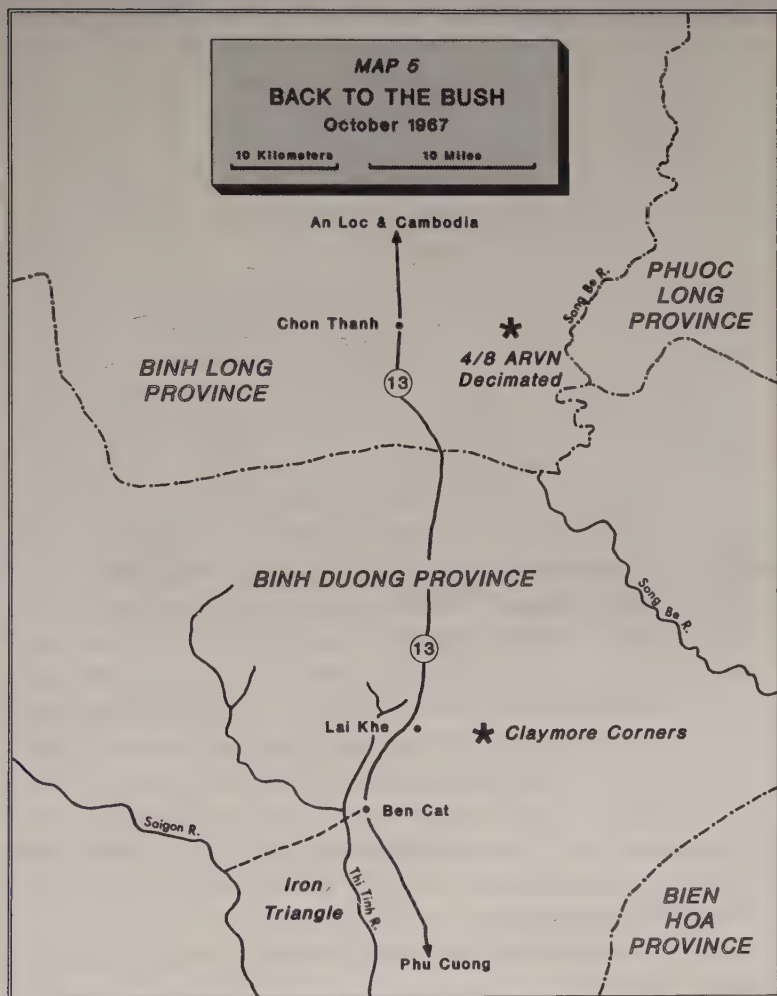 MAP 5
BACK TO THE BUSH
October 1967
10 Kilometers 10 Miles
An Loc & Cambodia
Song Be R.
PHUOC
LONG
PROVINCE
Chon Thanh
4/8 ARVN
Decimated
BINH LONG
PROVINCE
13
BINH DUONG PROVINCE
Song Be R.
13
Lai Khe
Claymore Corners
Ben Cat
Saigon R.
Iron
Triangle
Thi Tinh R.
BIEN
HOA
PROVINCE
Phu Cuong